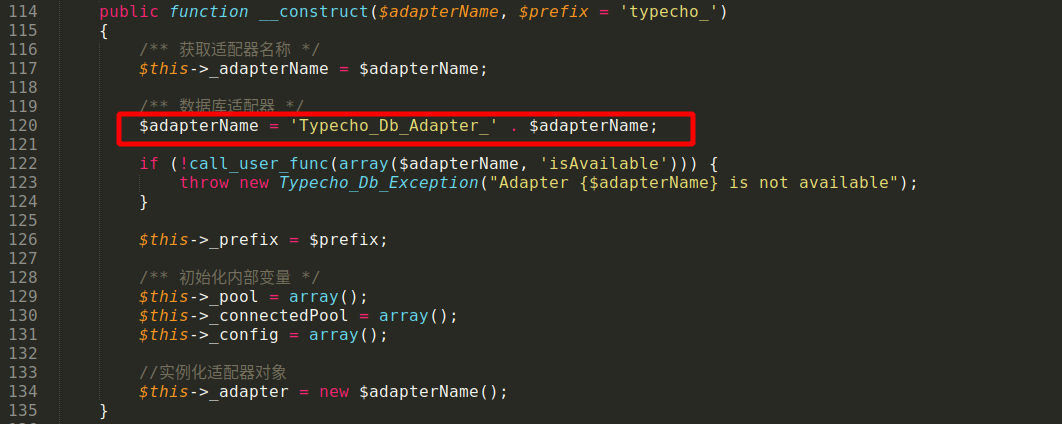 114 public function __construct($adapterName, $prefix = 'typecho_')
115 {
116 /** 获取适配器名称 */
117 $this->_adapterName = $adapterName;
118
119 /** 数据库适配器 */
120 $adapterName = 'Typecho_Db_Adapter_' . $adapterName;
121
122 if (!call_user_func(array($adapterName, 'isAvailable'))) {
123 throw new Typecho_Db_Exception("Adapter {$adapterName} is not available");
124 }
125
126 $this->_prefix = $prefix;
127
128 /** 初始化内部变量 */
129 $this->_pool = array();
130 $this->_connectedPool = array();
131 $this->_config = array();
132
133 //实例化适配器对象
134 $this->_adapter = new $adapterName();
135 }